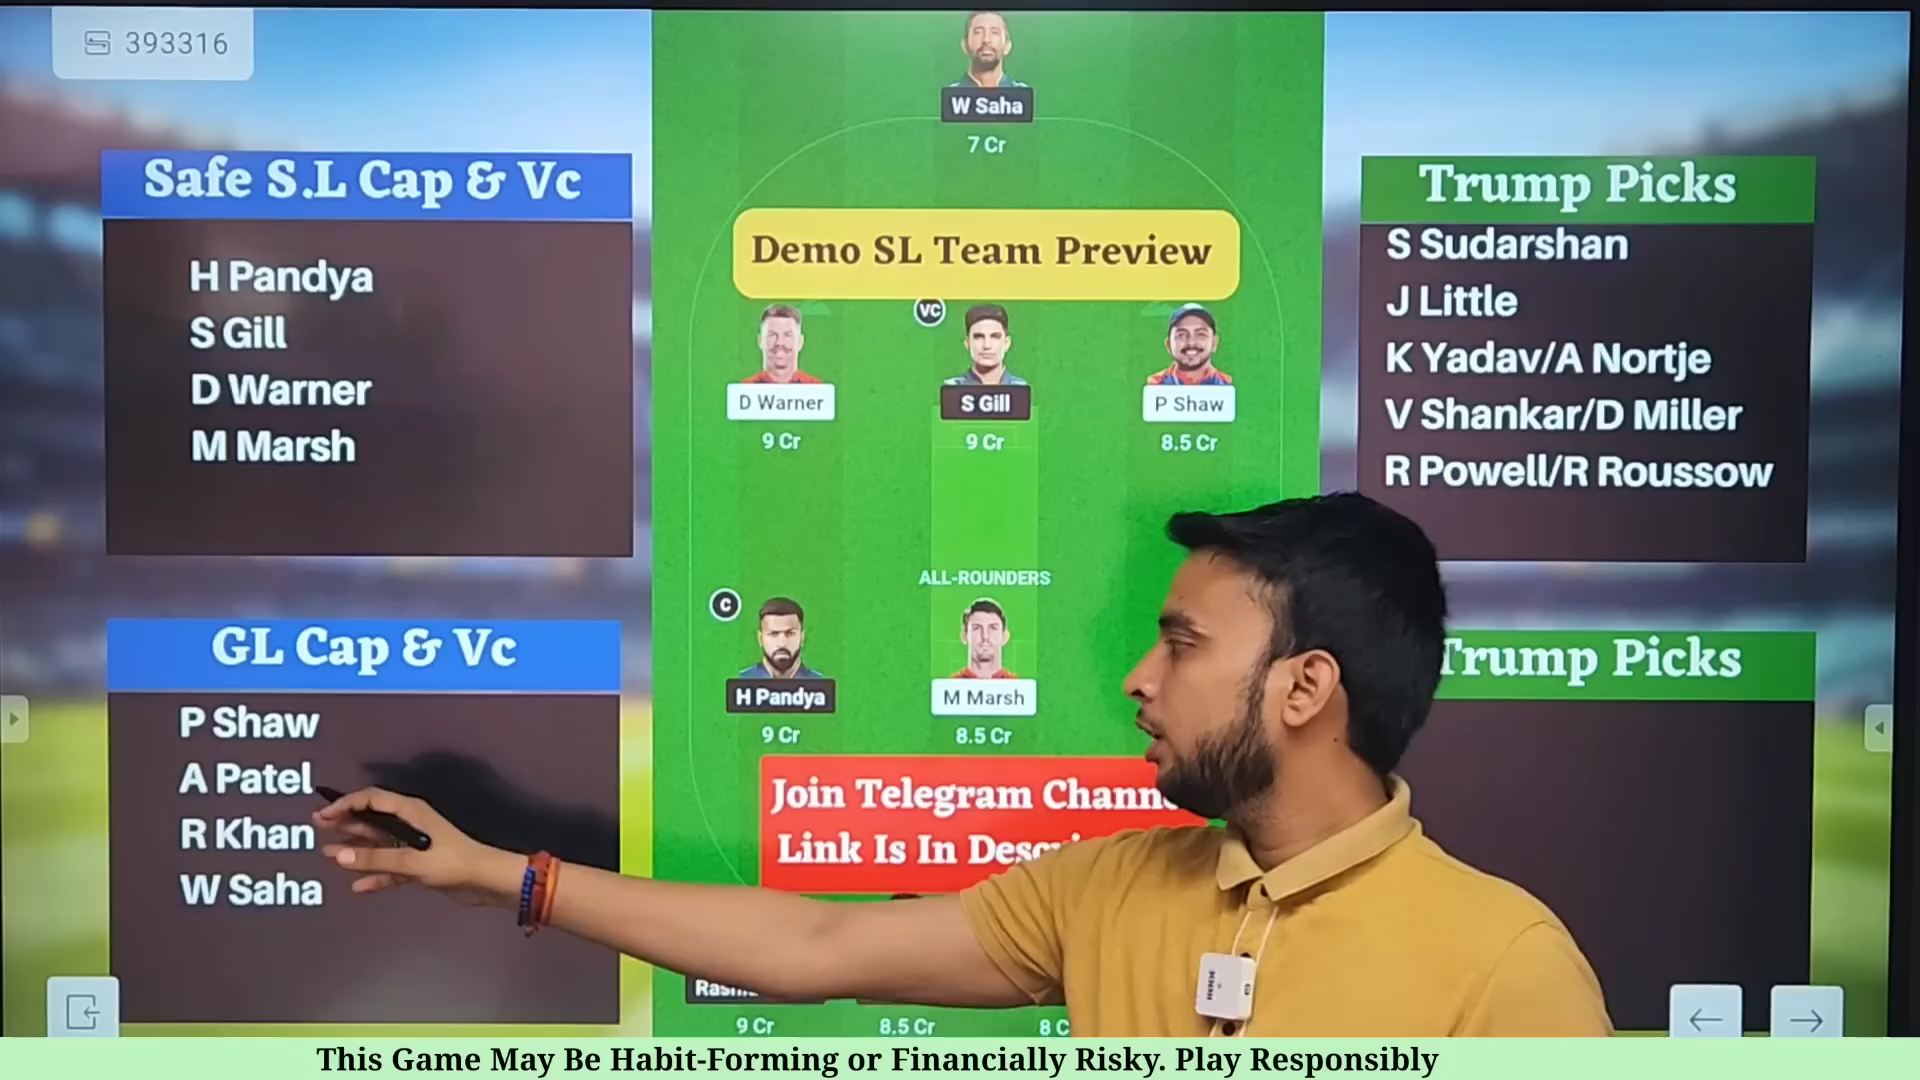 393316
Safe S.L Cap & Vc
H Pandya
S Gill
D Warner
M Marsh
GL Cap & Vc
P Shaw
A Patel
R Khan
W Saha
W Saha
7 Cr
Demo SL Team Preview
VC
D Warner
S Gill
P Shaw
9 Cr
9 Cr
8.5 Cr
ALL-ROUNDERS
C
H Pandya
M Marsh
9 Cr
8.5 Cr
Join Telegram
Link Is In
9 Cr
8.5 Cr
Trump Picks
S Sudarshan
J Little
K Yadav/A Nortje
V Shankar/D Miller
R Powell/R Roussow
Trump Picks
RODE
This Game May Be Habit-Forming or Financially Risky. Play Responsibly